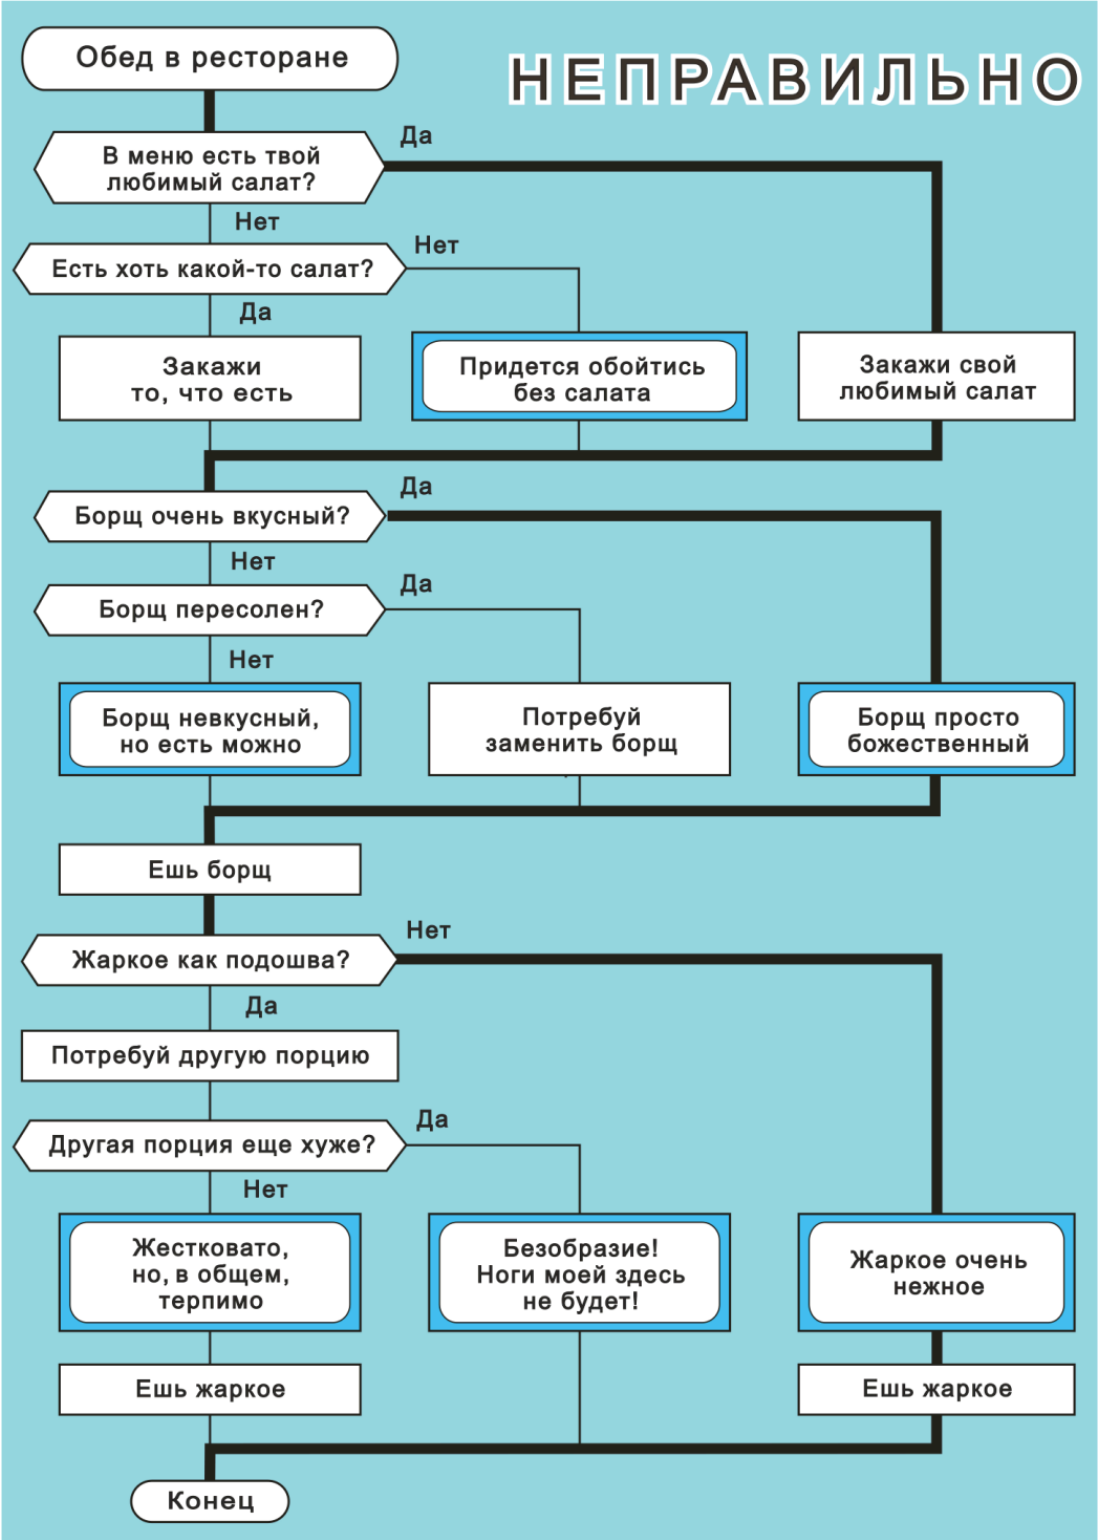 Обед в ресторане
НЕПРАВИЛЬНО
Да
В меню есть твой
любимый салат?
Нет
Нет
Есть хоть какой-то салат?
Да
Закажи
то, что есть
Придется обойтись
без салата
Закажи свой
любимый салат
Да
Борщ очень вкусный?
Нет
Да
Борщ пересолен?
Нет
Борщ невкусный,
но есть можно
Потребуй
заменить борщ
Борщ просто
божественный
Ешь борщ
Нет
Жаркое как подошва?
Да
Потребуй другую порцию
Да
Другая порция еще хуже?
Нет
Жестковато,
но, в общем,
терпимо
Безобразие!
Ноги моей здесь
не будет!
Жаркое очень
нежное
Ешь жаркое
Ешь жаркое
Конец